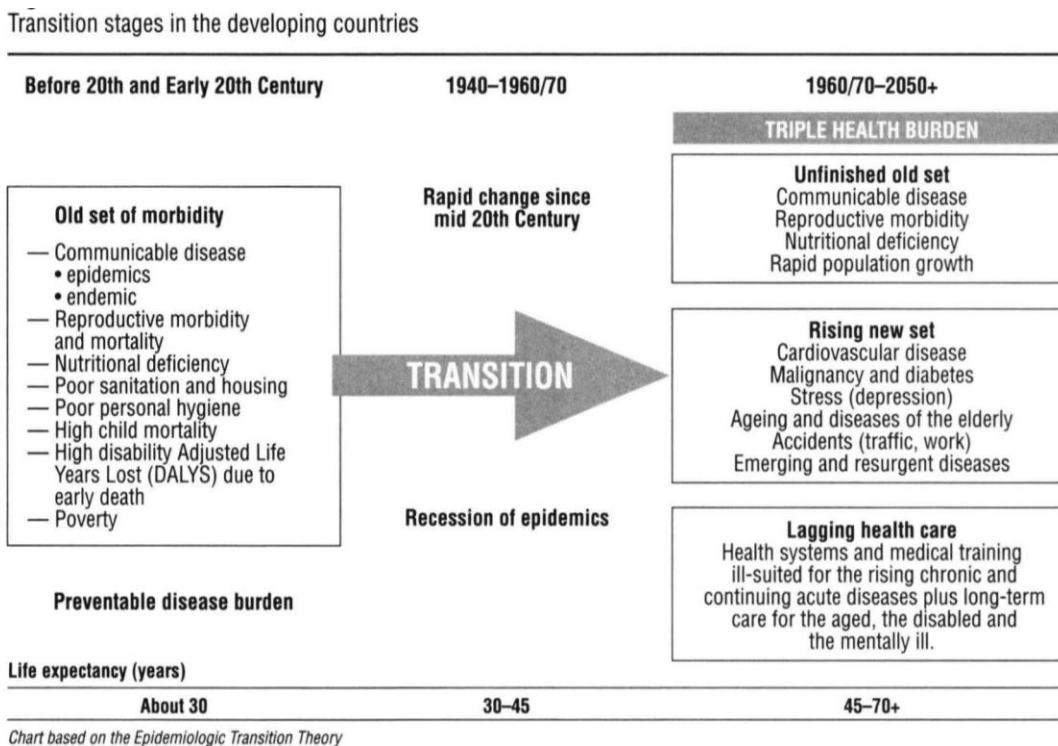 Transition stages in the developing countries
Before 20th and Early 20th Century
1940–1960/70
1960/70–2050+
TRIPLE HEALTH BURDEN
Old set of morbidity
— Communicable disease
• epidemics
• endemic
— Reproductive morbidity
and mortality
— Nutritional deficiency
— Poor sanitation and housing
— Poor personal hygiene
— High child mortality
— High disability Adjusted Life
Years Lost (DALYS) due to
early death
— Poverty
Preventable disease burden
Rapid change since
mid 20th Century
TRANSITION
Recession of epidemics
Unfinished old set
Communicable disease
Reproductive morbidity
Nutritional deficiency
Rapid population growth
Rising new set
Cardiovascular disease
Malignancy and diabetes
Stress (depression)
Ageing and diseases of the elderly
Accidents (traffic, work)
Emerging and resurgent diseases
Lagging health care
Health systems and medical training
ill-suited for the rising chronic and
continuing acute diseases plus long-term
care for the aged, the disabled and
the mentally ill.
Life expectancy (years)
About 30
30–45
45–70+
Chart based on the Epidemiologic Transition Theory